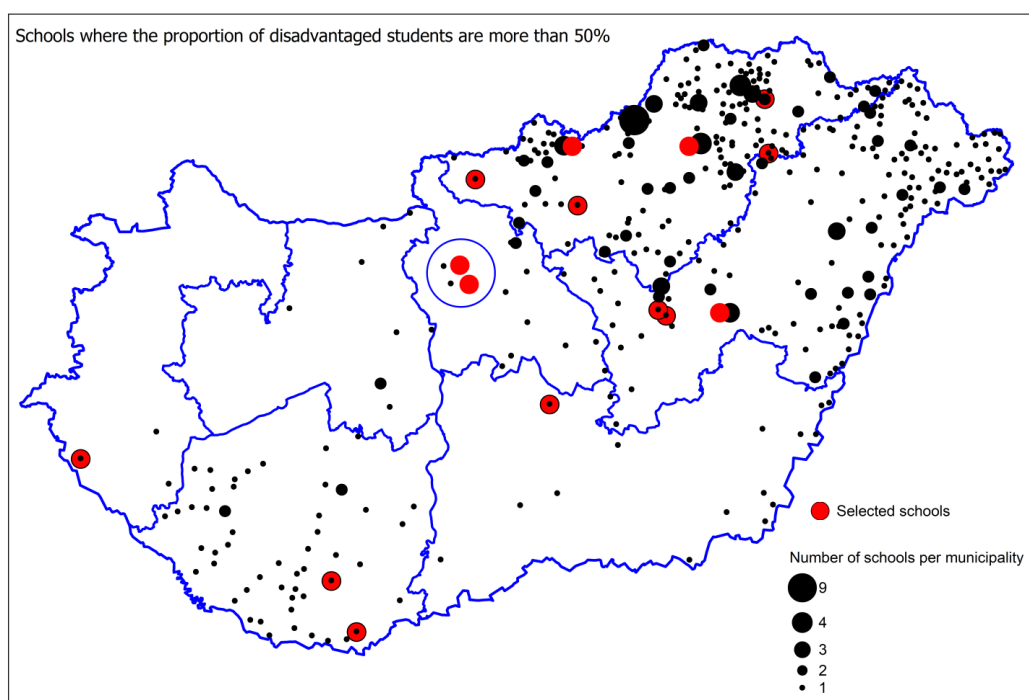 Schools where the proportion of disadvantaged students are more than 50%
Selected schools
Number of schools per municipality
9
4
3
2
1